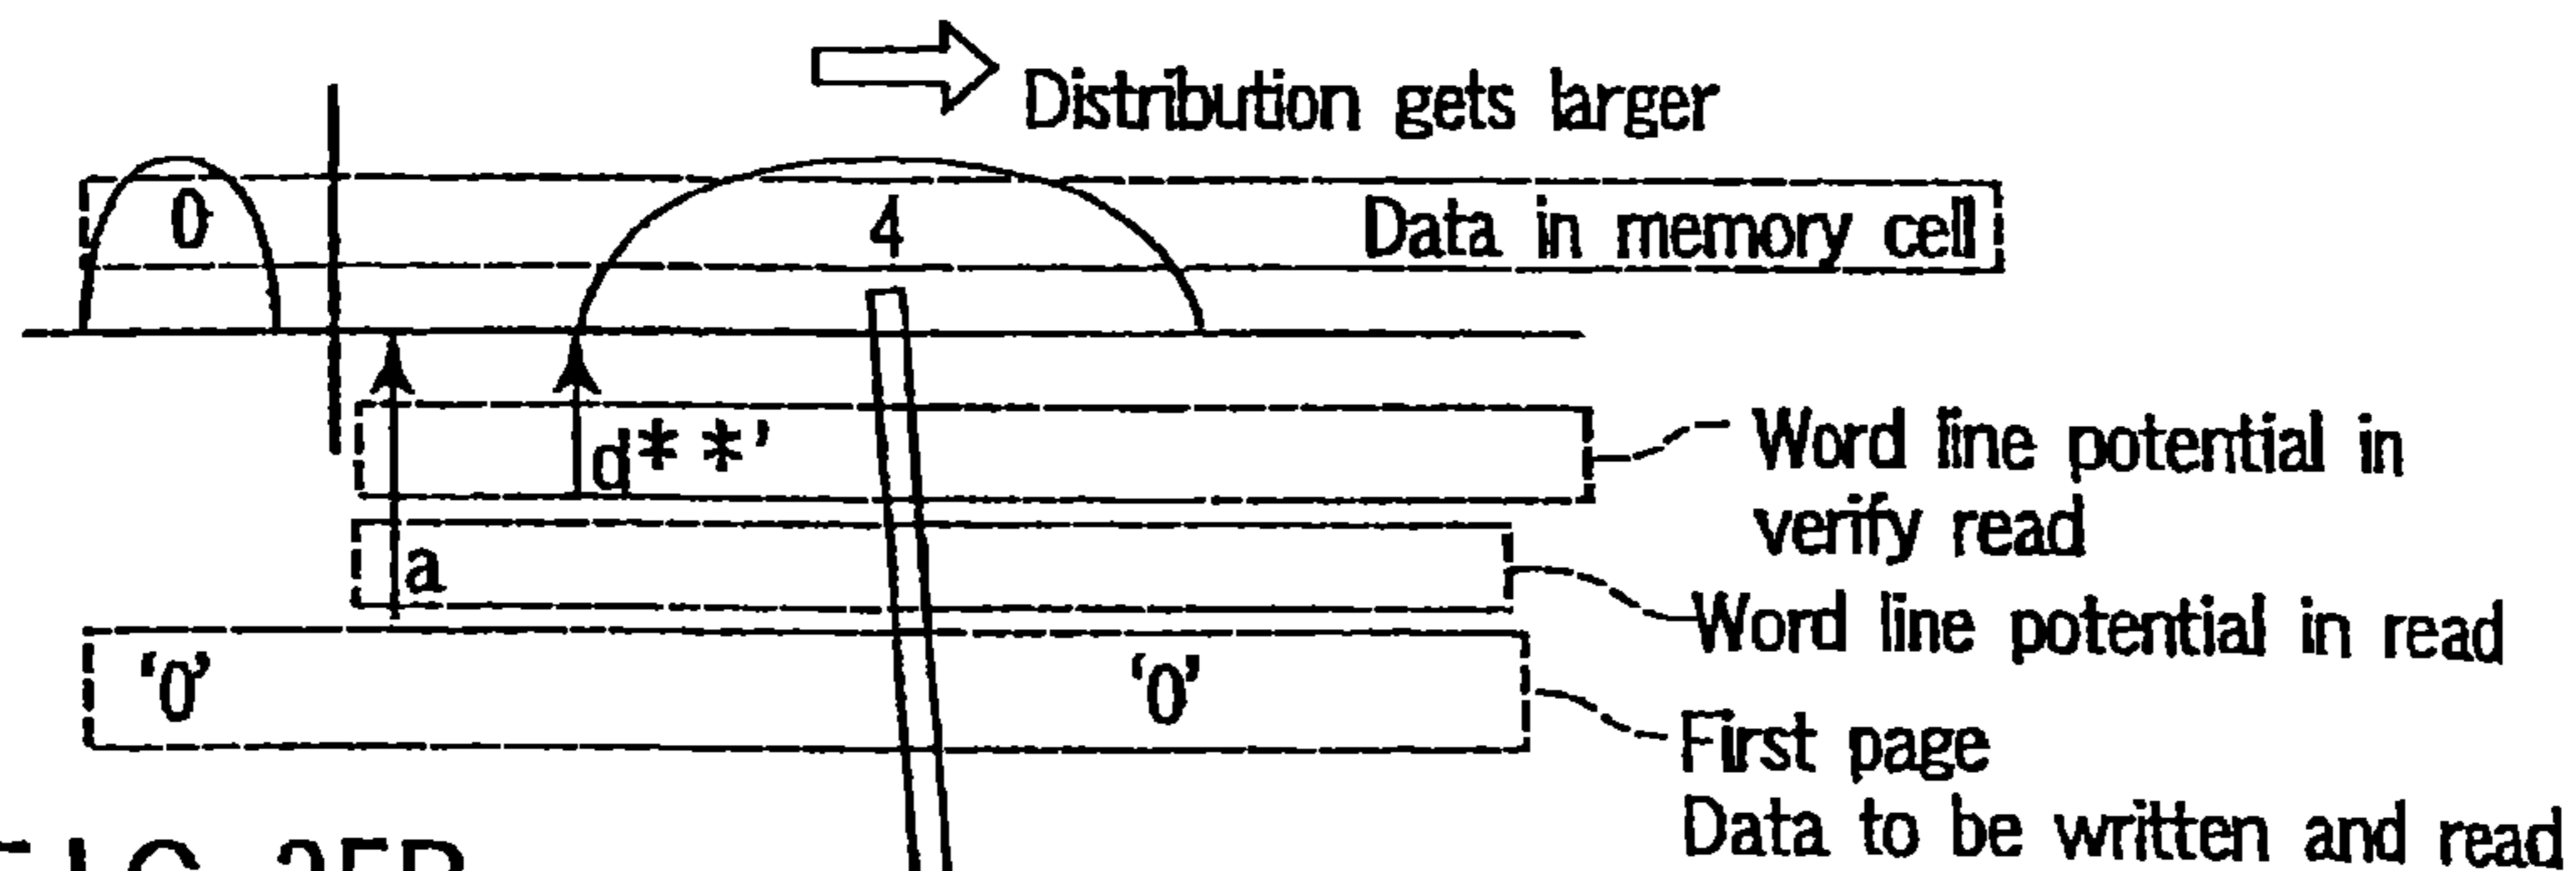 Distribution gets larger
0
4
Data in memory cell
d**'
Word line potential in
verify read
a
Word line potential in read
'0'
'0'
First page
Data to be written and read